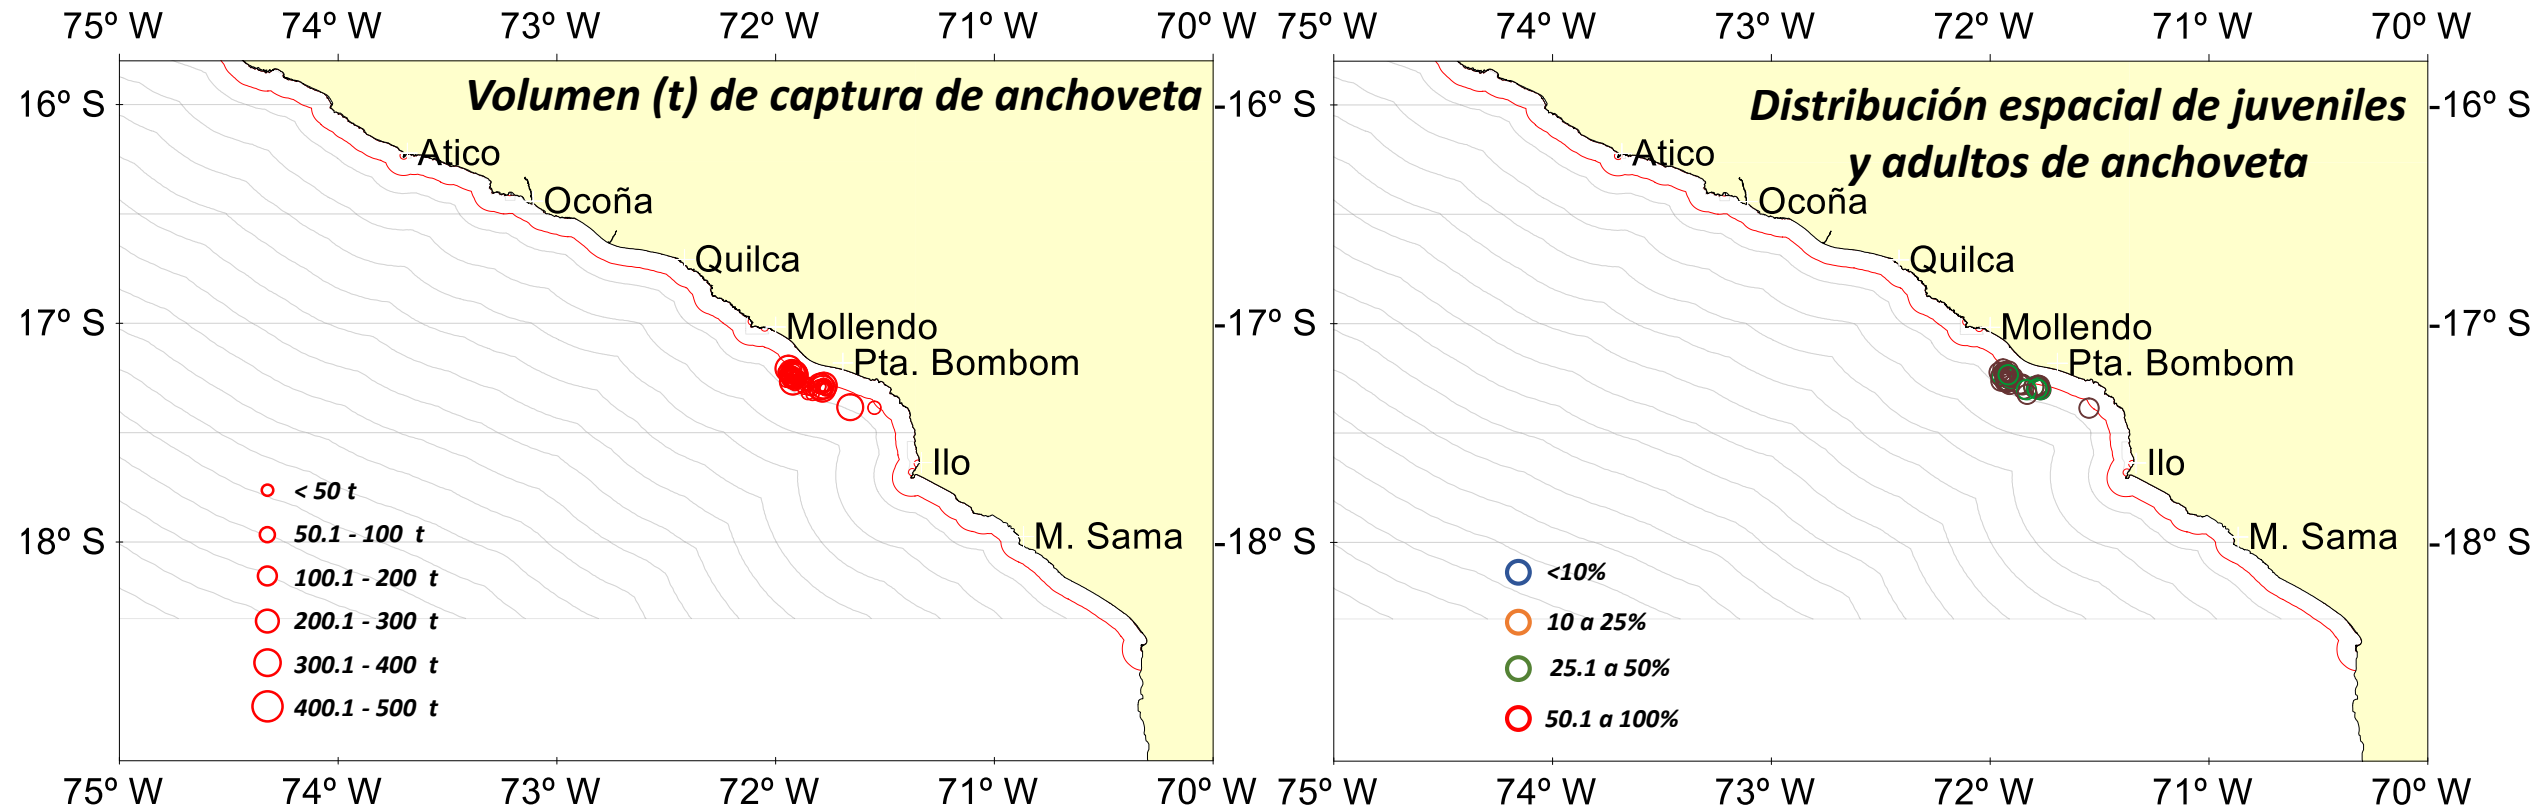 75º W 74º W 73º W 72º W 71º W 70º W 75º W 74º W 73º W 72º W 71º W 70º W
Volumen (t) de captura de anchoveta
16º S
-16º S
-16º S
Distribución espacial de juveniles
y adultos de anchoveta
Atico
Ocoña
Quilca
Mollendo
Pta. Bombom
Ilo
M. Sama
17º S
18º S
< 50 t
50.1 - 100 t
100.1 - 200 t
200.1 - 300 t
300.1 - 400 t
400.1 - 500 t
Atico
Ocoña
Quilca
Mollendo
Pta. Bombom
Ilo
M. Sama
-17º S
-18º S
-17º S
-18º S
<10%
10 a 25%
25.1 a 50%
50.1 a 100%
75º W 74º W 73º W 72º W 71º W 70º W 75º W 74º W 73º W 72º W 71º W 70º W